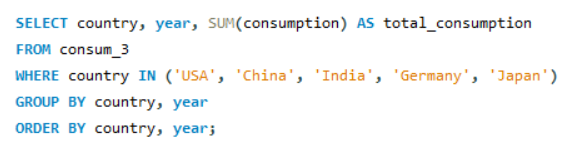 SELECT country, year, SUM(consumption) AS total_consumption
FROM consum_3
WHERE country IN ('USA', 'China', 'India', 'Germany', 'Japan')
GROUP BY country, year
ORDER BY country, year;